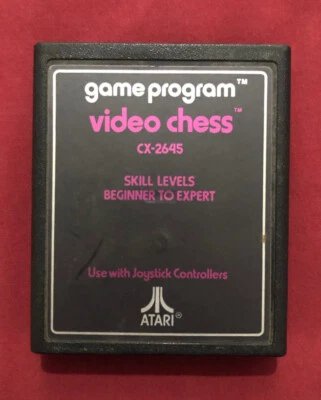 game program™
video chess™
CX-2645
SKILL LEVELS
BEGINNER TO EXPERT
Use with Joystick Controllers
ATARI®